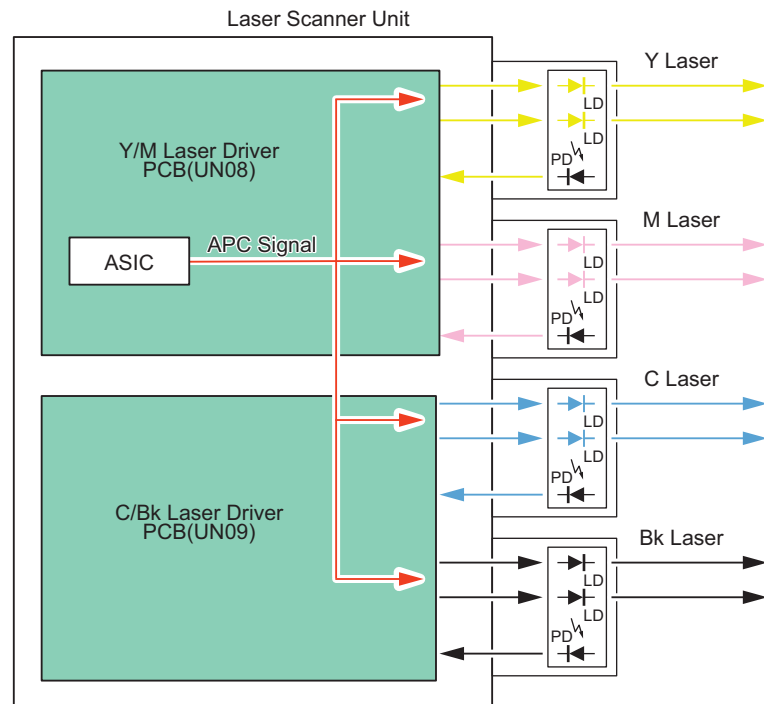 Laser Scanner Unit
Y/M Laser Driver
PCB(UN08)
ASIC
APC Signal
Y Laser
LD
LD
PD
M Laser
LD
LD
PD
C/Bk Laser Driver
PCB(UN09)
C Laser
LD
LD
PD
Bk Laser
LD
LD
PD